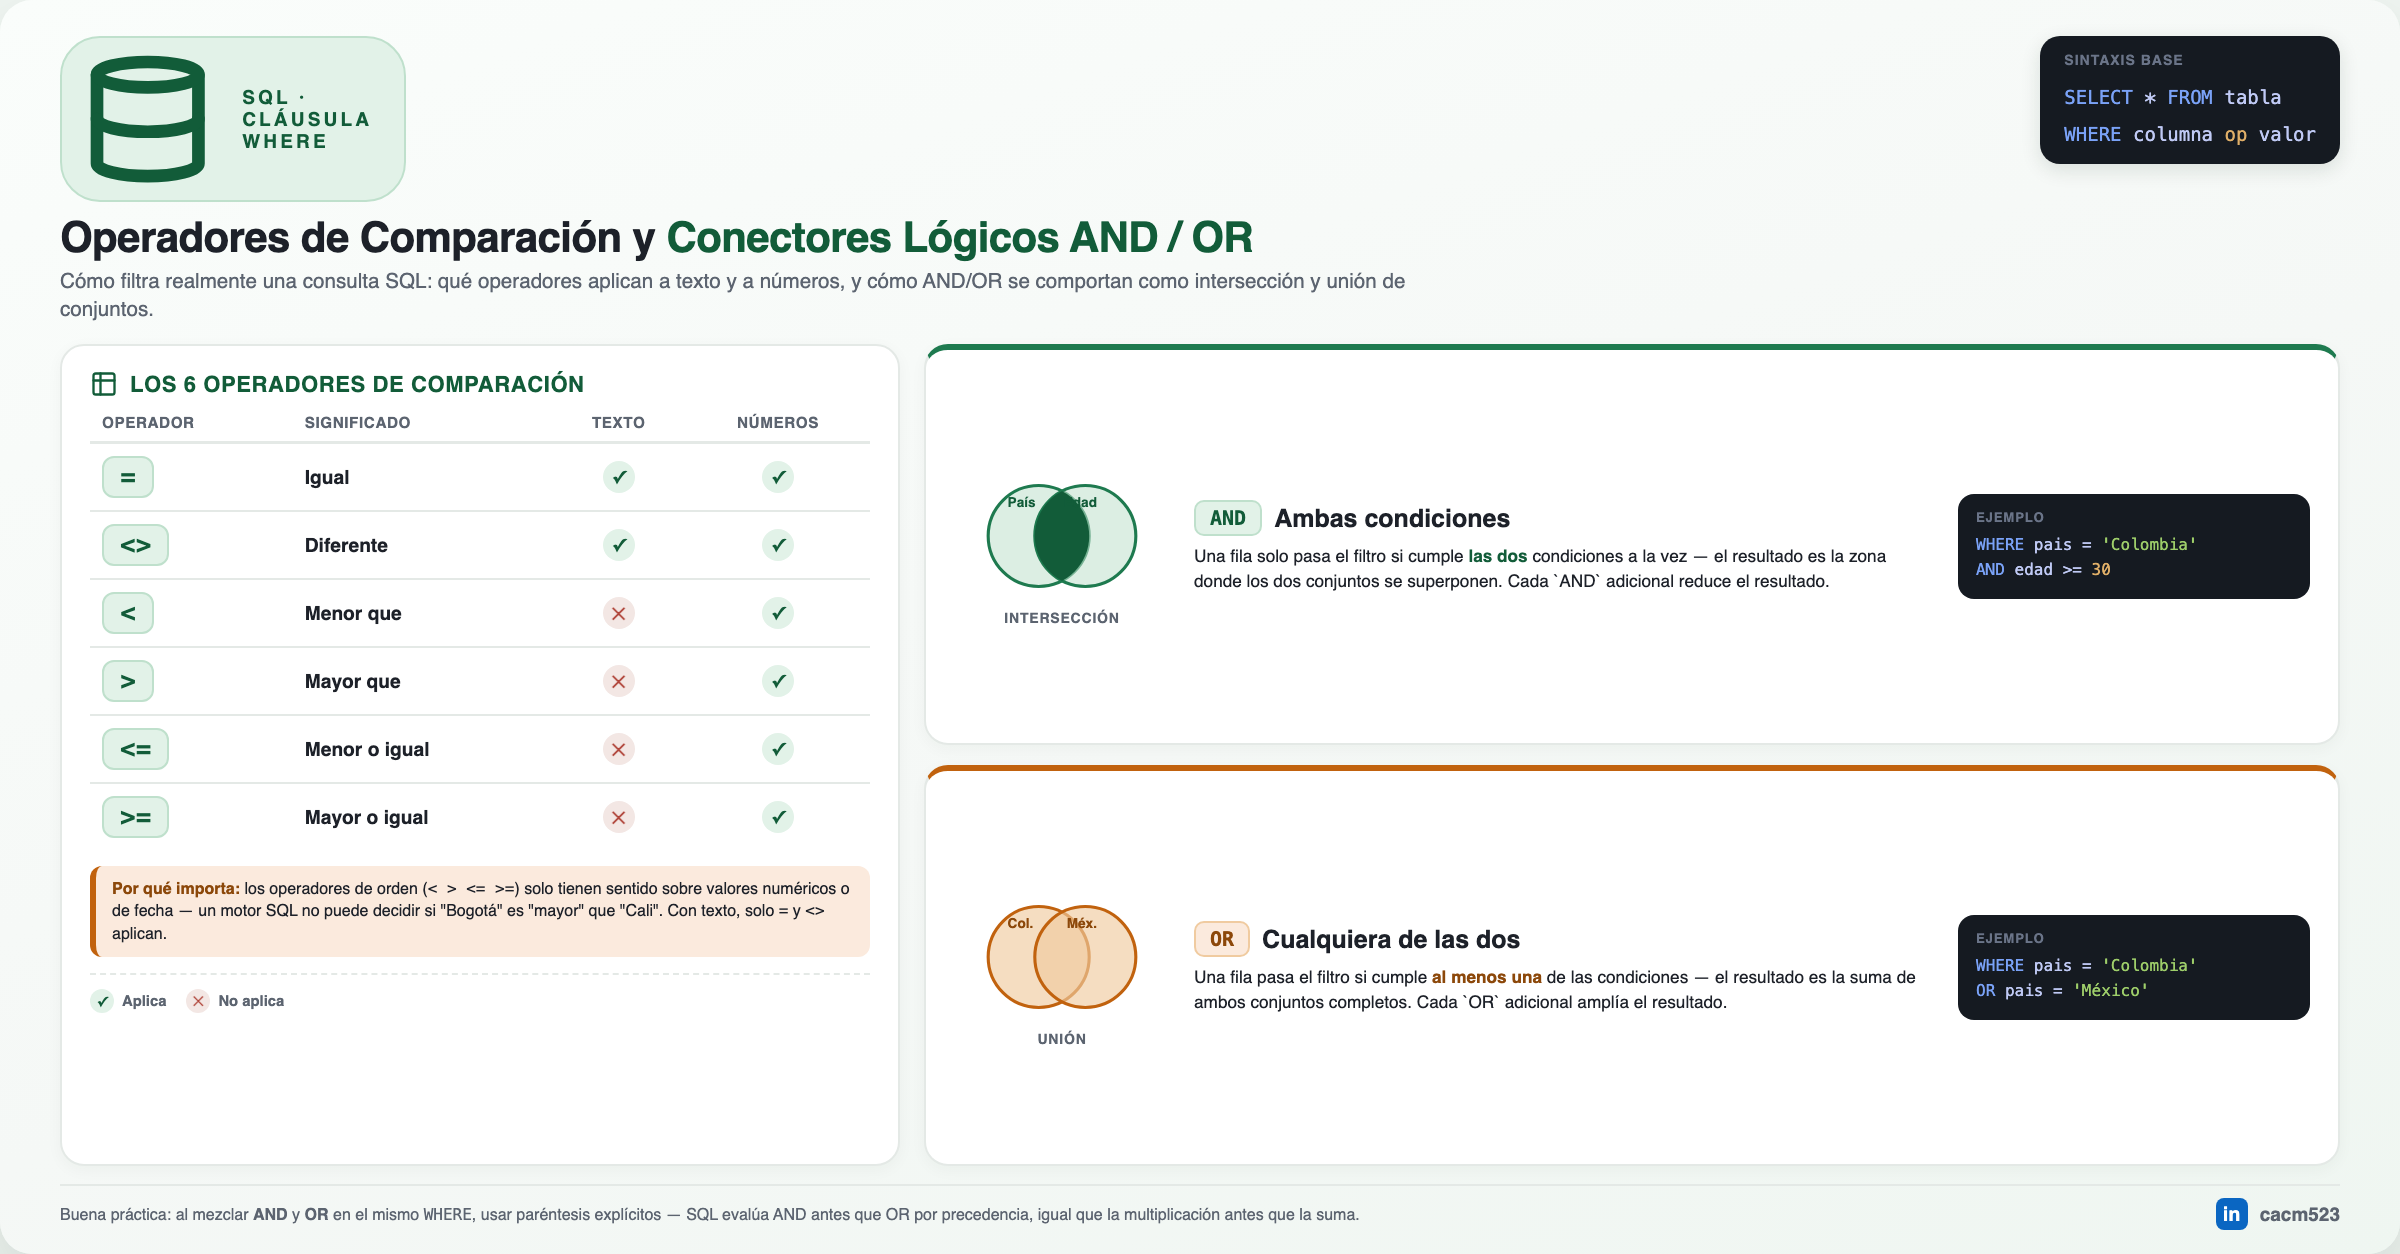 SQL ·
CLÁUSULA
WHERE
SINTAXIS BASE
SELECT * FROM tabla
WHERE columna op valor
Operadores de Comparación y Conectores Lógicos AND / OR
Cómo filtra realmente una consulta SQL: qué operadores aplican a texto y a números, y cómo AND/OR se comportan como intersección y unión de
conjuntos.
LOS 6 OPERADORES DE COMPARACIÓN
OPERADOR SIGNIFICADO TEXTO NÚMEROS
= Igual ✓ ✓
<> Diferente ✓ ✓
< Menor que ✕ ✓
> Mayor que ✕ ✓
<= Menor o igual ✕ ✓
>= Mayor o igual ✕ ✓
Por qué importa: los operadores de orden (< > <= >=) solo tienen sentido sobre valores numéricos o
de fecha — un motor SQL no puede decidir si "Bogotá" es "mayor" que "Cali". Con texto, solo = y <>
aplican.
✓ Aplica ✕ No aplica
País dad
INTERSECCIÓN
AND Ambas condiciones
Una fila solo pasa el filtro si cumple las dos condiciones a la vez — el resultado es la zona
donde los dos conjuntos se superponen. Cada `AND` adicional reduce el resultado.
EJEMPLO
WHERE pais = 'Colombia'
AND edad >= 30
Col. Méx.
UNIÓN
OR Cualquiera de las dos
Una fila pasa el filtro si cumple al menos una de las condiciones — el resultado es la suma de
ambos conjuntos completos. Cada `OR` adicional amplía el resultado.
EJEMPLO
WHERE pais = 'Colombia'
OR pais = 'México'
Buena práctica: al mezclar AND y OR en el mismo WHERE, usar paréntesis explícitos — SQL evalúa AND antes que OR por precedencia, igual que la multiplicación antes que la suma.
in cacm523